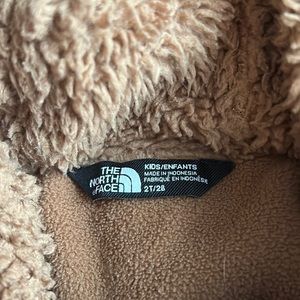 THE
NORTH
FACE
KIDS/ENFANTS
MADE IN INDONESIA
FABRIQUÉ EN INDONÉSIE
2T/2B